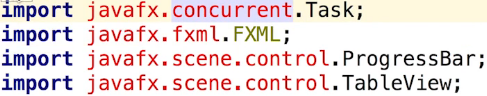 import javafx.concurrent.Task;
import javafx.fxml.FXML;
import javafx.scene.control.ProgressBar;
import javafx.scene.control.TableView;